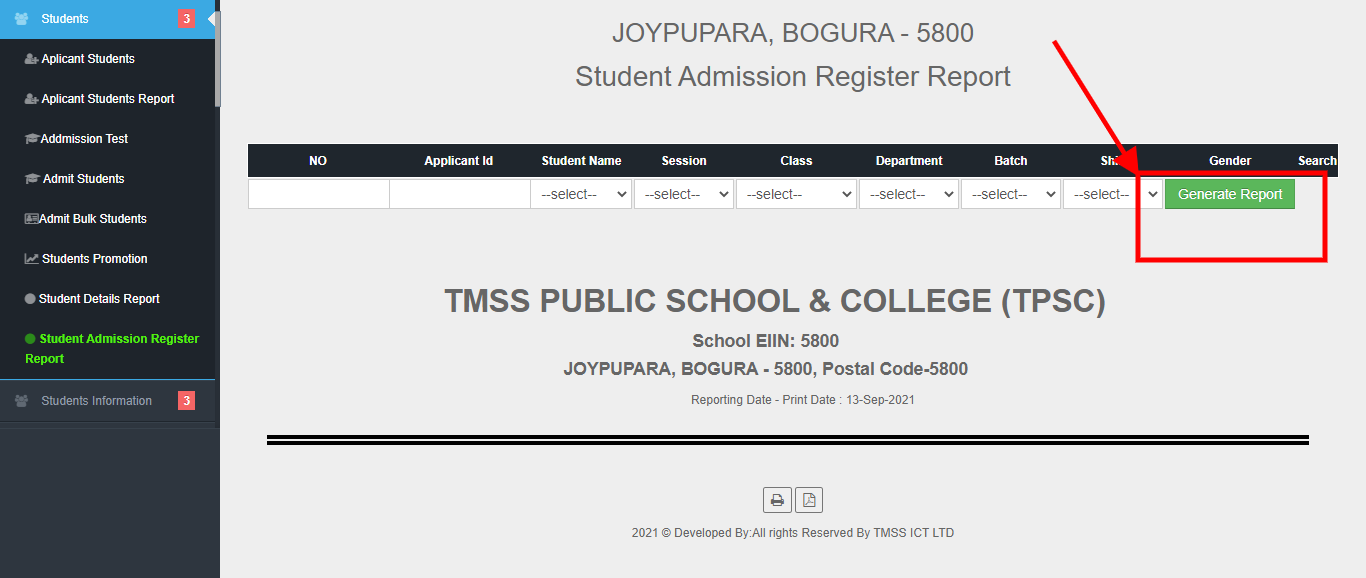 Students 3
Aplicant Students
Aplicant Students Report
Addmission Test
Admit Students
Admit Bulk Students
Students Promotion
Student Details Report
Student Admission Register
Report
Students Information 3
JOYPUPARA, BOGURA - 5800
Student Admission Register Report
NO Applicant Id Student Name Session Class Department Batch Gender Search
--select-- --select-- --select-- --select-- --select-- --select-- Generate Report
TMSS PUBLIC SCHOOL & COLLEGE (TPSC)
School EIIN: 5800
JOYPUPARA, BOGURA - 5800, Postal Code-5800
Reporting Date - Print Date : 13-Sep-2021
2021 © Developed By:All rights Reserved By TMSS ICT LTD